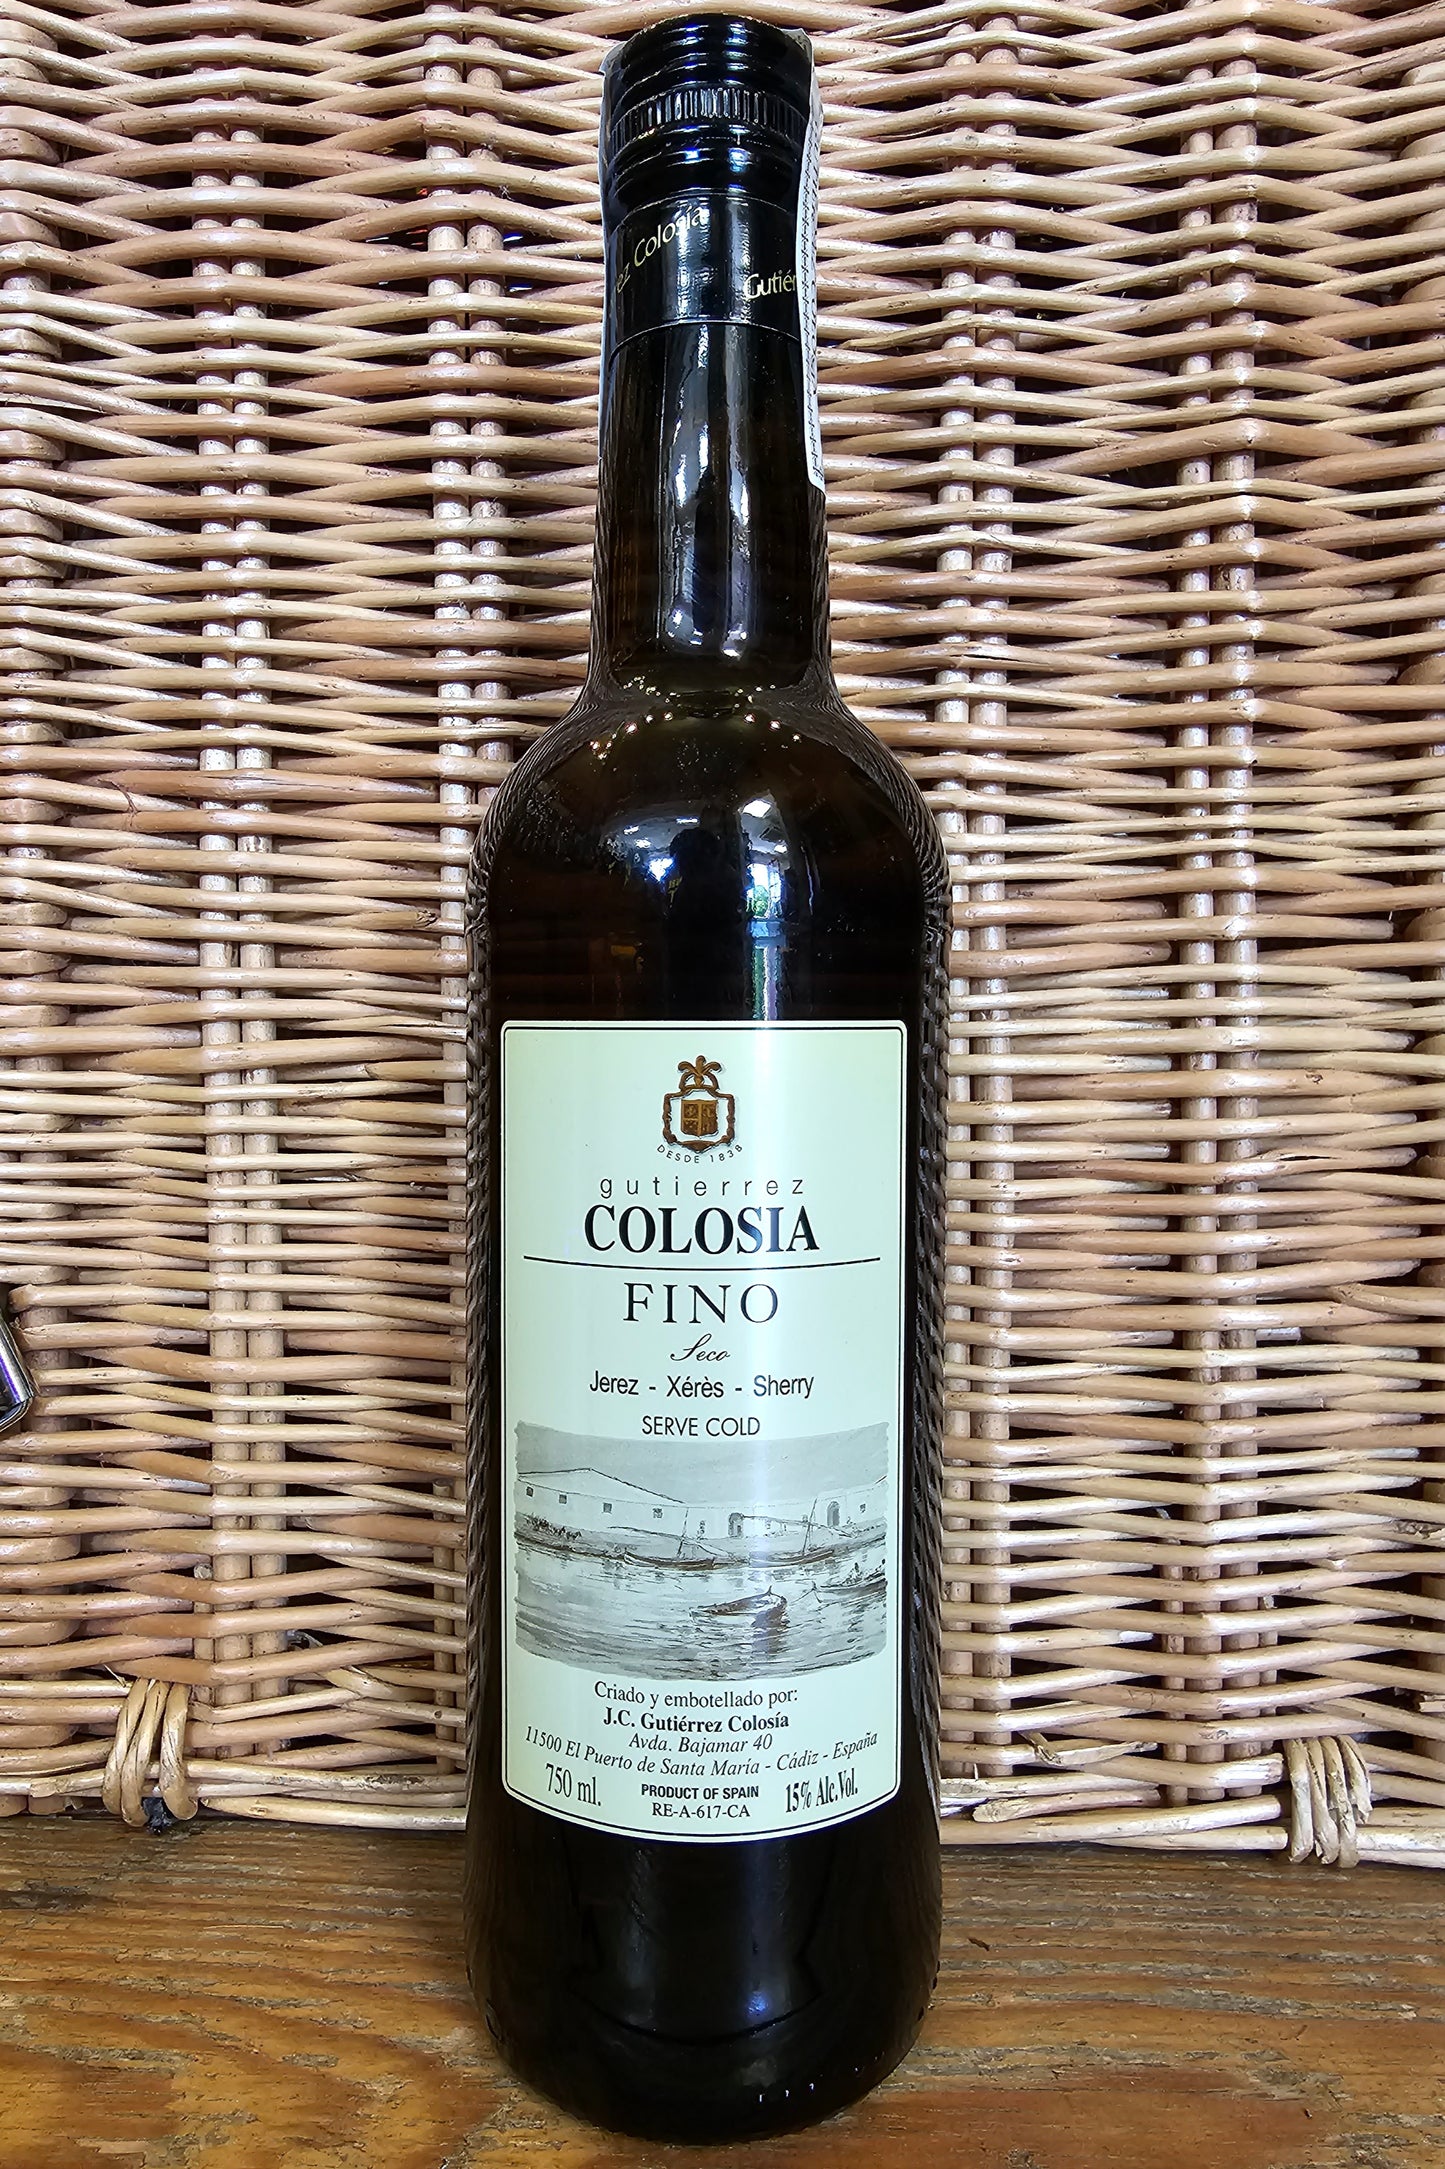 ez Colosía
Gutiér
DESDE 1838
gutierrez
COLOSIA
FINO
Seco
Jerez - Xérès - Sherry
SERVE COLD
Criado y embotellado por:
J.C. Gutiérrez Colosía
Avda. Bajamar 40
11500 El Puerto de Santa María - Cádiz - España
750 ml.
PRODUCT OF SPAIN
15% Alc.Vol.
RE-A-617-CA